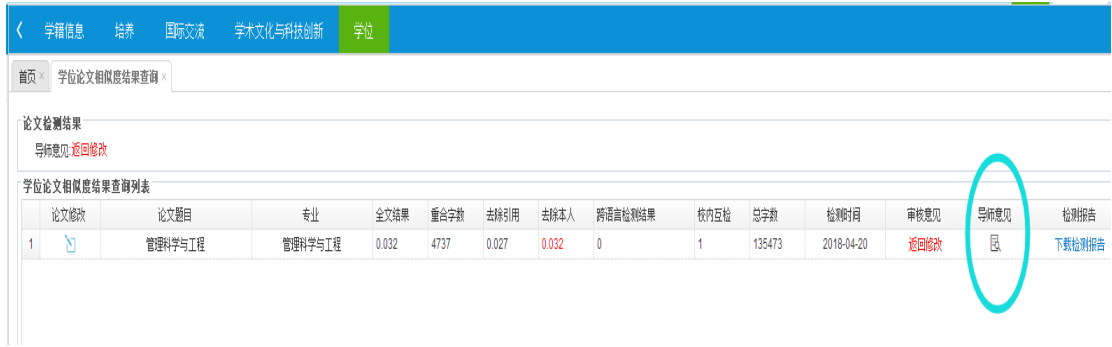 学籍信息 培养 国际交流 学术文化与科技创新 学位
首页 × 学位论文相似度结果查询 ×
论文检测结果
导师意见:返回修改
学位论文相似度结果查询列表
论文修改 论文题目 专业 全文结果 重合字数 去除引用 去除本人 跨语言检测结果 核内互检 总字数 检测时间 审核意见 导师意见 检测报告
1 管理科学与工程 管理科学与工程 0.032 4737 0.027 0.032 0 1 135473 2018-04-20 返回修改 下载检测报告